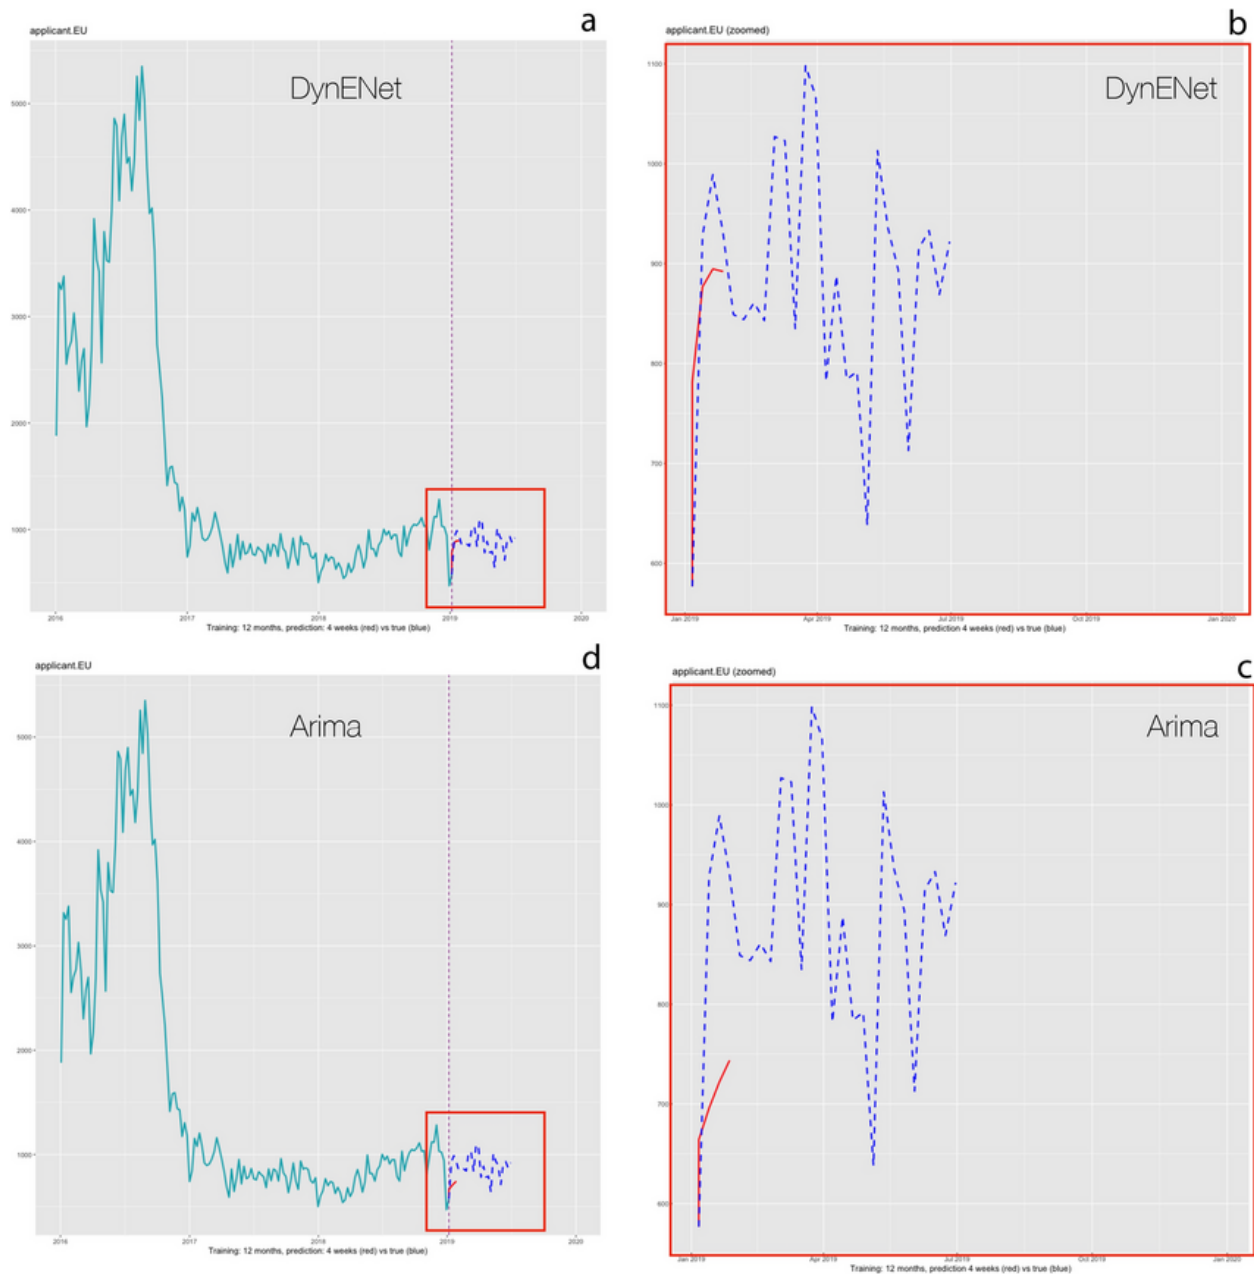 a
applicant.EU
DynENet
5000
4000
3000
2000
1000
2016 2017 2018 2019 2020
Training: 12 months, prediction: 4 weeks (red) vs true (blue)
b
applicant.EU (zoomed)
DynENet
1100
1000
900
800
700
600
Jan 2019 Apr 2019 Jul 2019 Oct 2019 Jan 2020
Training: 12 months, prediction 4 weeks (red) vs true (blue)
d
applicant.EU
Arima
5000
4000
3000
2000
1000
2016 2017 2018 2019 2020
Training: 12 months, prediction: 4 weeks (red) vs true (blue)
c
applicant.EU (zoomed)
Arima
1100
1000
900
800
700
600
Jan 2019 Apr 2019 Jul 2019 Oct 2019 Jan 2020
Training: 12 months, prediction 4 weeks (red) vs true (blue)